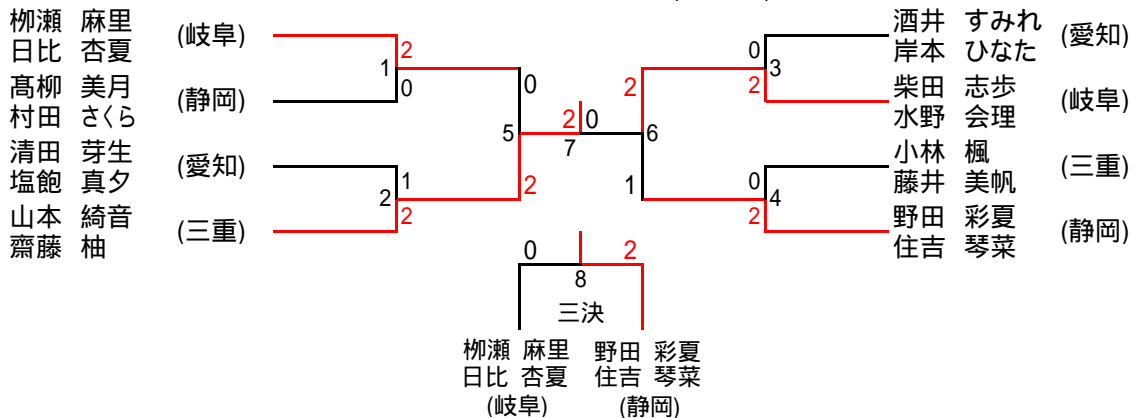 栁瀬 麻里
日比 杏夏
(岐阜)
髙柳 美月
村田 さくら
(静岡)
清田 芽生
塩飽 真夕
(愛知)
山本 綺音
齋藤 柚
(三重)
1
2
0
2
1
2
5
0
2
7
2
0
6
2
1
3
0
2
4
0
2
酒井 すみれ
岸本 ひなた
(愛知)
柴田 志歩
水野 会理
(岐阜)
小林 楓
藤井 美帆
(三重)
野田 彩夏
住吉 琴菜
(静岡)
0
2
8
三決
栁瀬 麻里
日比 杏夏
(岐阜)
野田 彩夏
住吉 琴菜
(静岡)